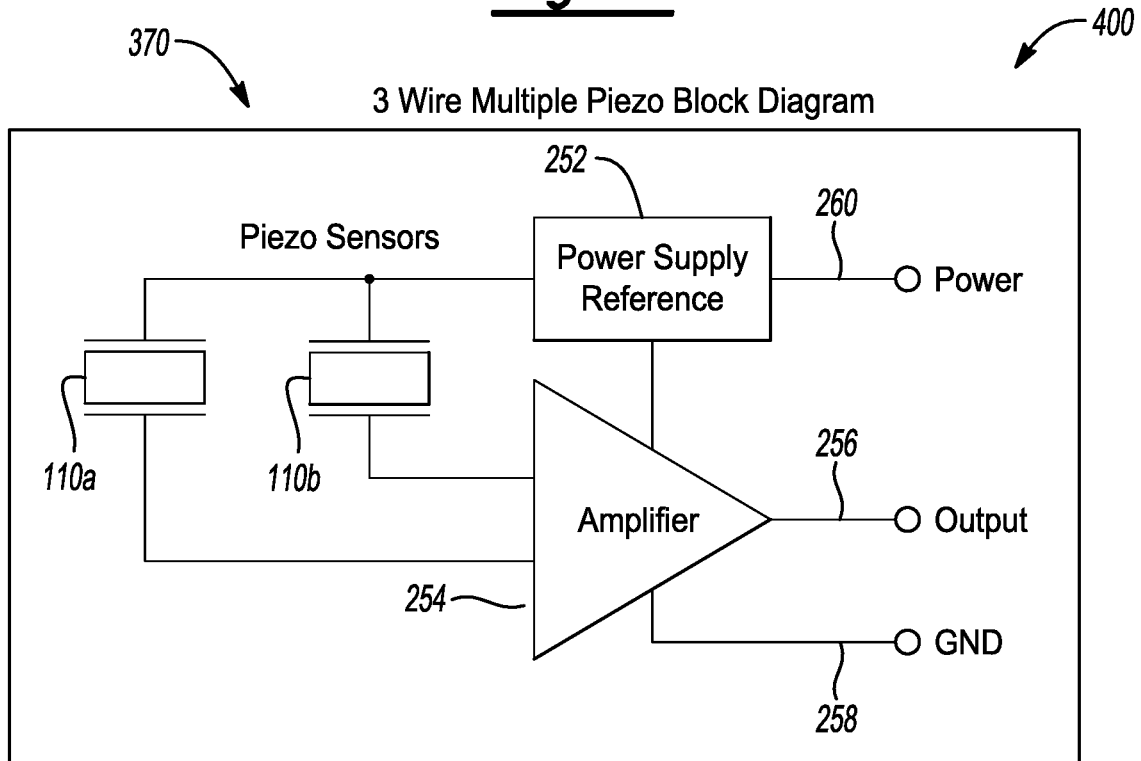 370
400
3 Wire Multiple Piezo Block Diagram
252
260
Piezo Sensors
Power Supply
Reference
Power
110a
110b
256
Amplifier
Output
254
GND
258